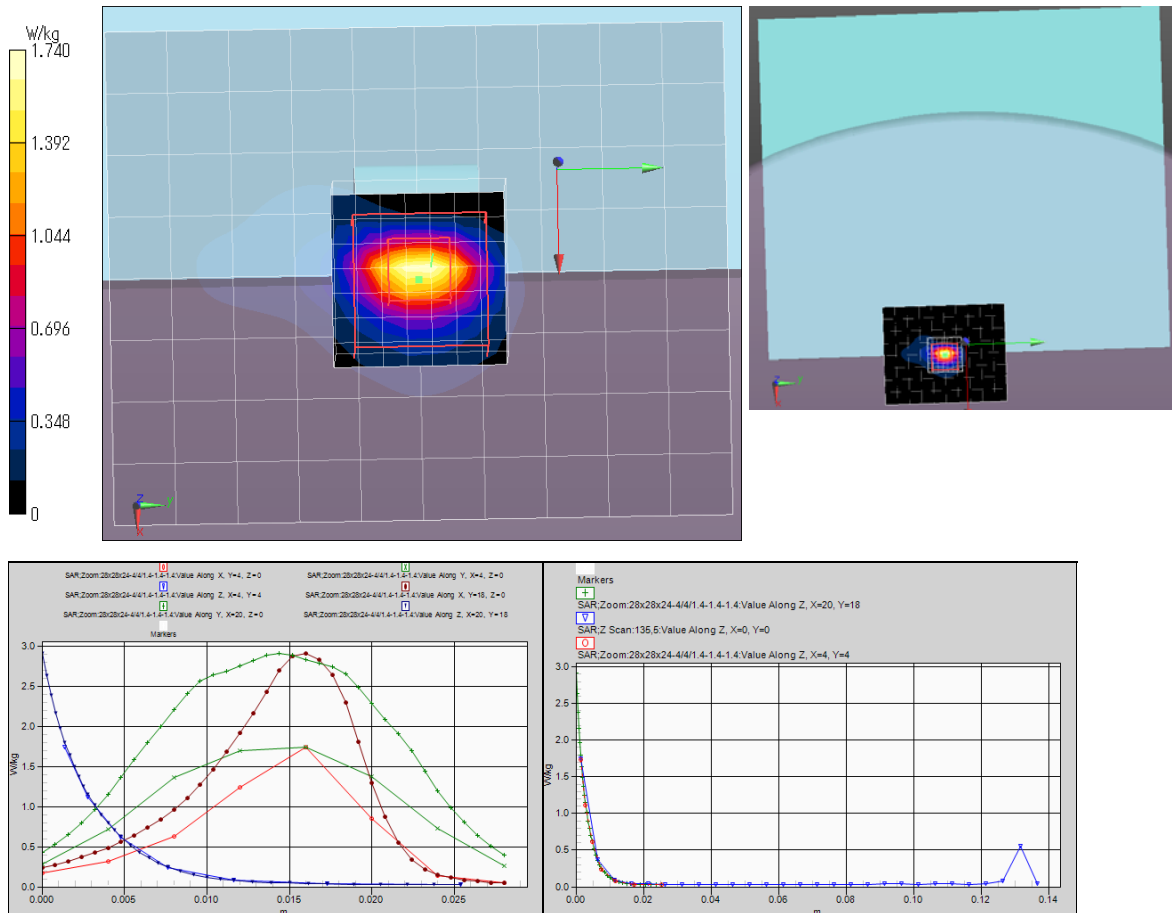 W/kg
1.740
1.392
1.044
0.696
0.348
0
z
y
x
z
y
x
SAR;Zoom:28x28x24-4/4/1.4-1.4-1.4:Value Along X, Y=4, Z=0
SAR;Zoom:28x28x24-4/4/1.4-1.4-1.4:Value Along Y, X=4, Z=0
SAR;Zoom:28x28x24-4/4/1.4-1.4-1.4:Value Along Z, X=4, Y=4
SAR;Zoom:28x28x24-4/4/1.4-1.4-1.4:Value Along X, Y=18, Z=0
SAR;Zoom:28x28x24-4/4/1.4-1.4-1.4:Value Along Y, X=20, Z=0
SAR;Zoom:28x28x24-4/4/1.4-1.4-1.4:Value Along Z, X=20, Y=18
Markers
3.0
2.5
2.0
1.5
1.0
0.5
0.0
W/kg
0.000 0.005 0.010 0.015 0.020 0.025
m
Markers
SAR;Zoom:28x28x24-4/4/1.4-1.4-1.4:Value Along Z, X=20, Y=18
SAR;Z Scan:135,5:Value Along Z, X=0, Y=0
SAR;Zoom:28x28x24-4/4/1.4-1.4-1.4:Value Along Z, X=4, Y=4
3.0
2.5
2.0
1.5
1.0
0.5
0.0
W/kg
0.00 0.02 0.04 0.06 0.08 0.10 0.12 0.14
m